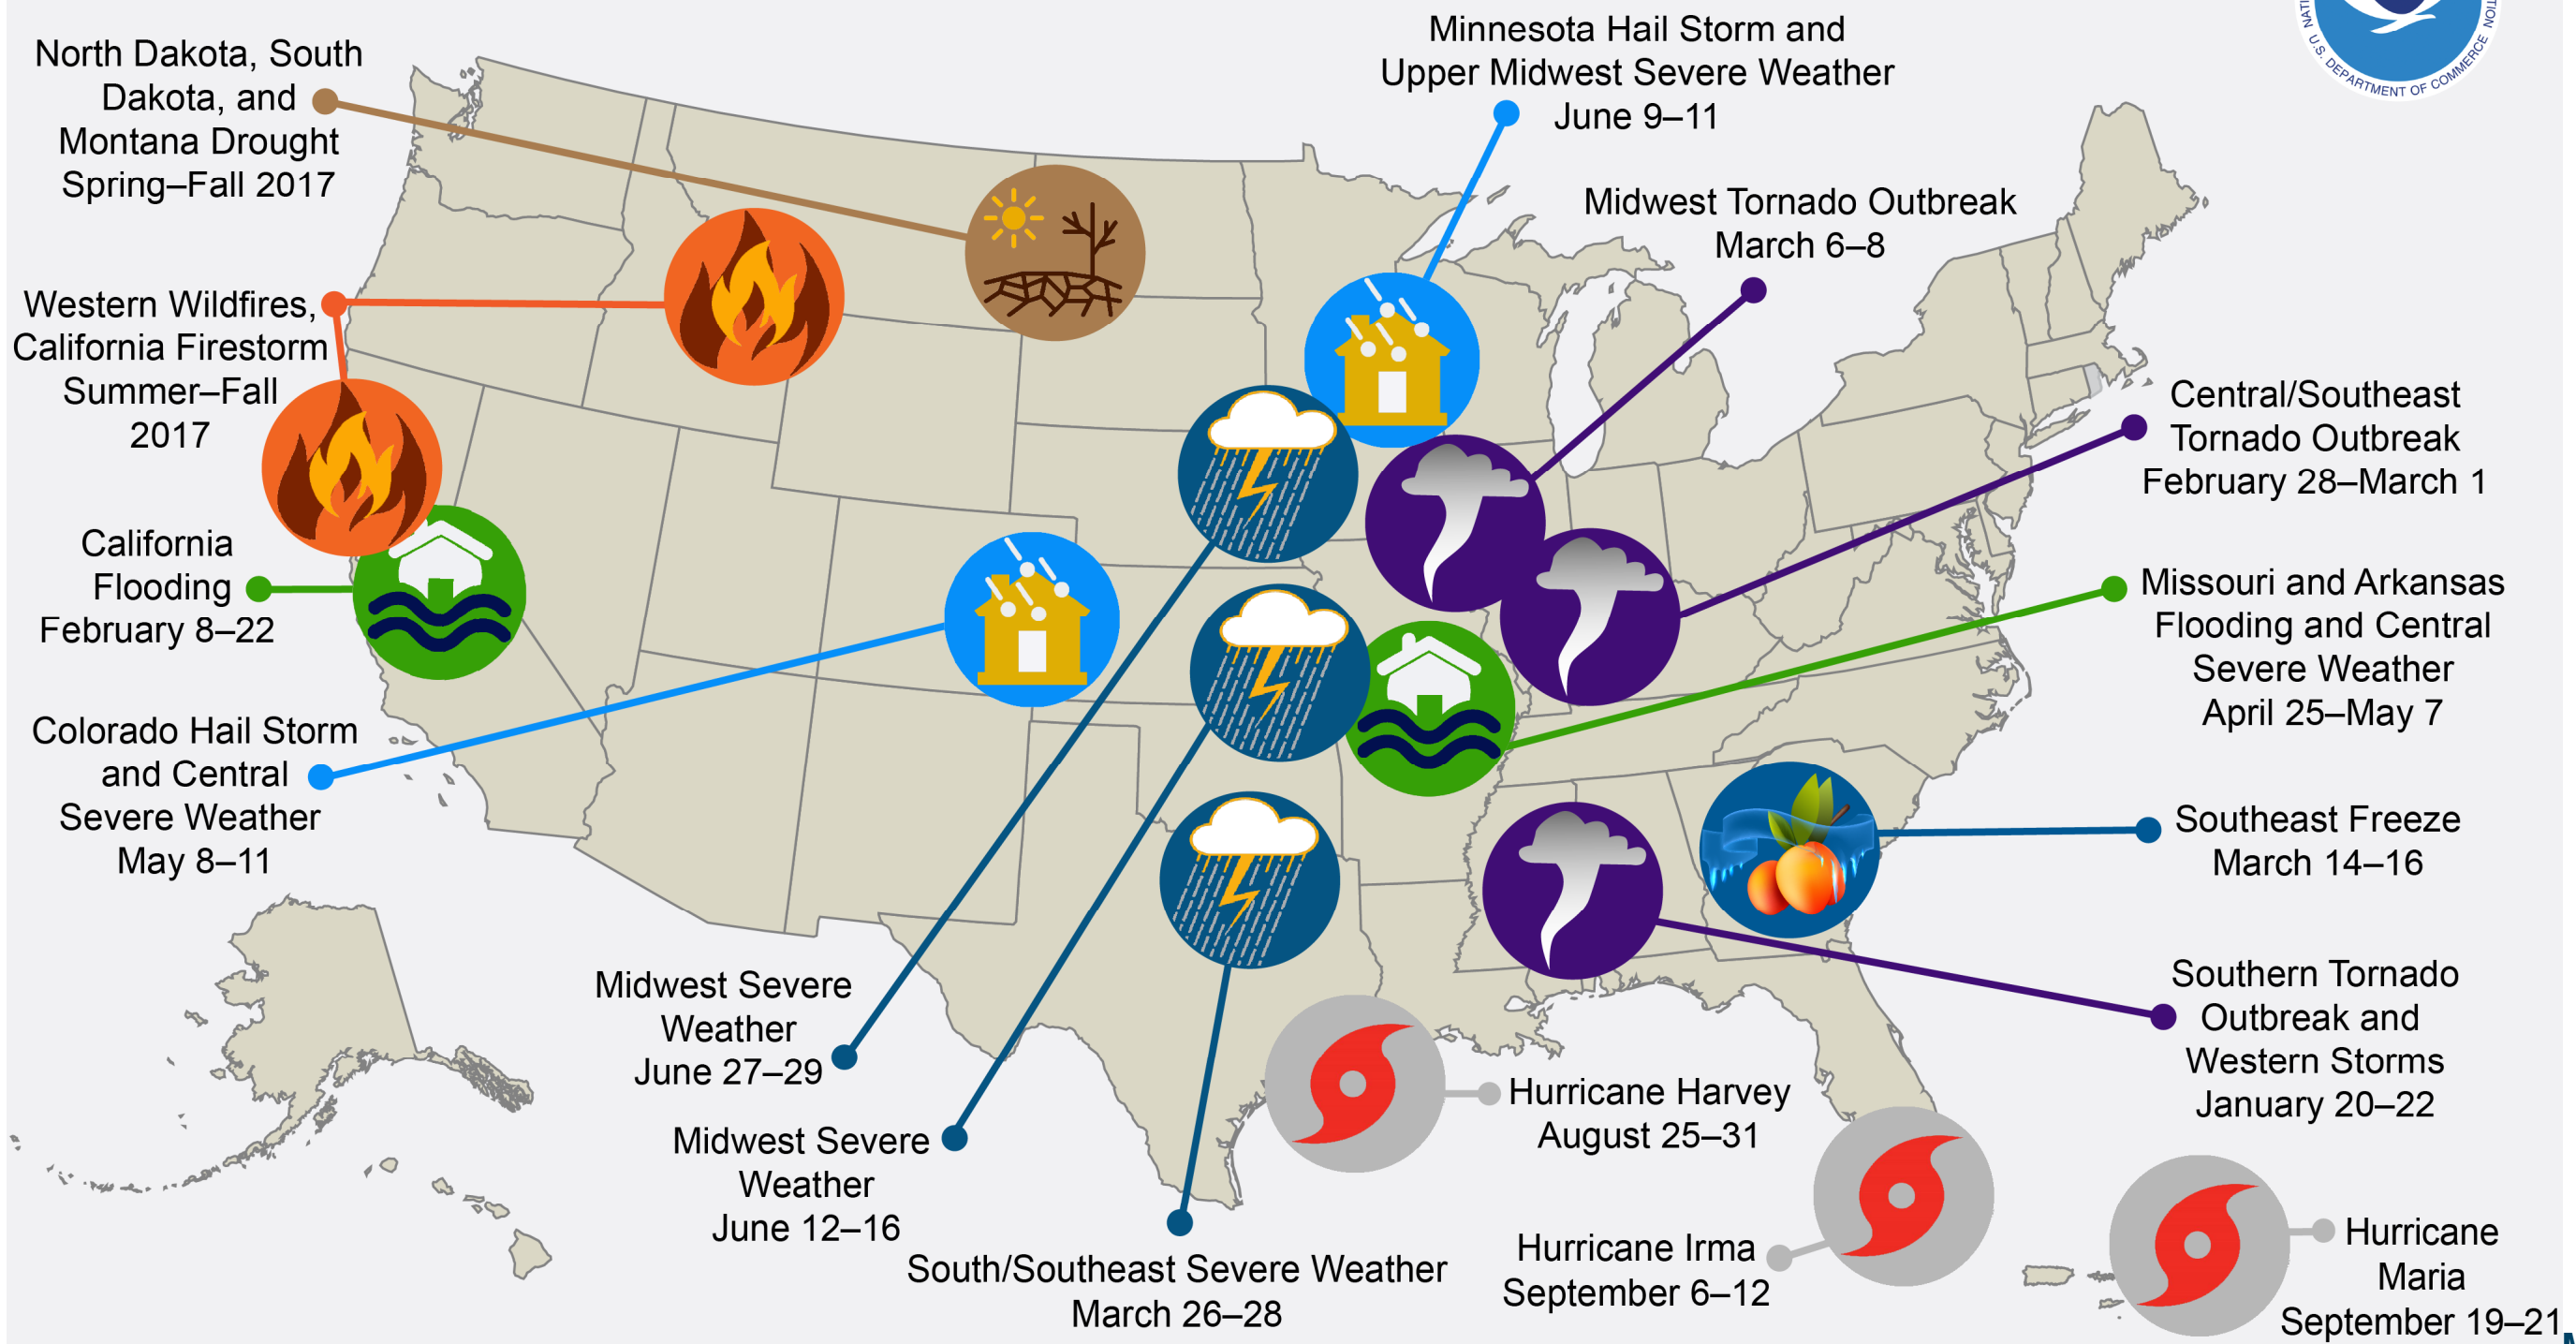 North Dakota, South
Dakota, and
Montana Drought
Spring–Fall 2017
Western Wildfires,
California Firestorm
Summer–Fall
2017
California
Flooding
February 8–22
Colorado Hail Storm
and Central
Severe Weather
May 8–11
Minnesota Hail Storm and
Upper Midwest Severe Weather
June 9–11
Midwest Tornado Outbreak
March 6–8
U.S. DEPARTMENT OF COMMERCE
Central/Southeast
Tornado Outbreak
February 28–March 1
Missouri and Arkansas
Flooding and Central
Severe Weather
April 25–May 7
Southeast Freeze
March 14–16
Southern Tornado
Outbreak and
Western Storms
January 20–22
Midwest Severe
Weather
June 27–29
Midwest Severe
Weather
June 12–16
South/Southeast Severe Weather
March 26–28
Hurricane Harvey
August 25–31
Hurricane Irma
September 6–12
Hurricane
Maria
September 19–21